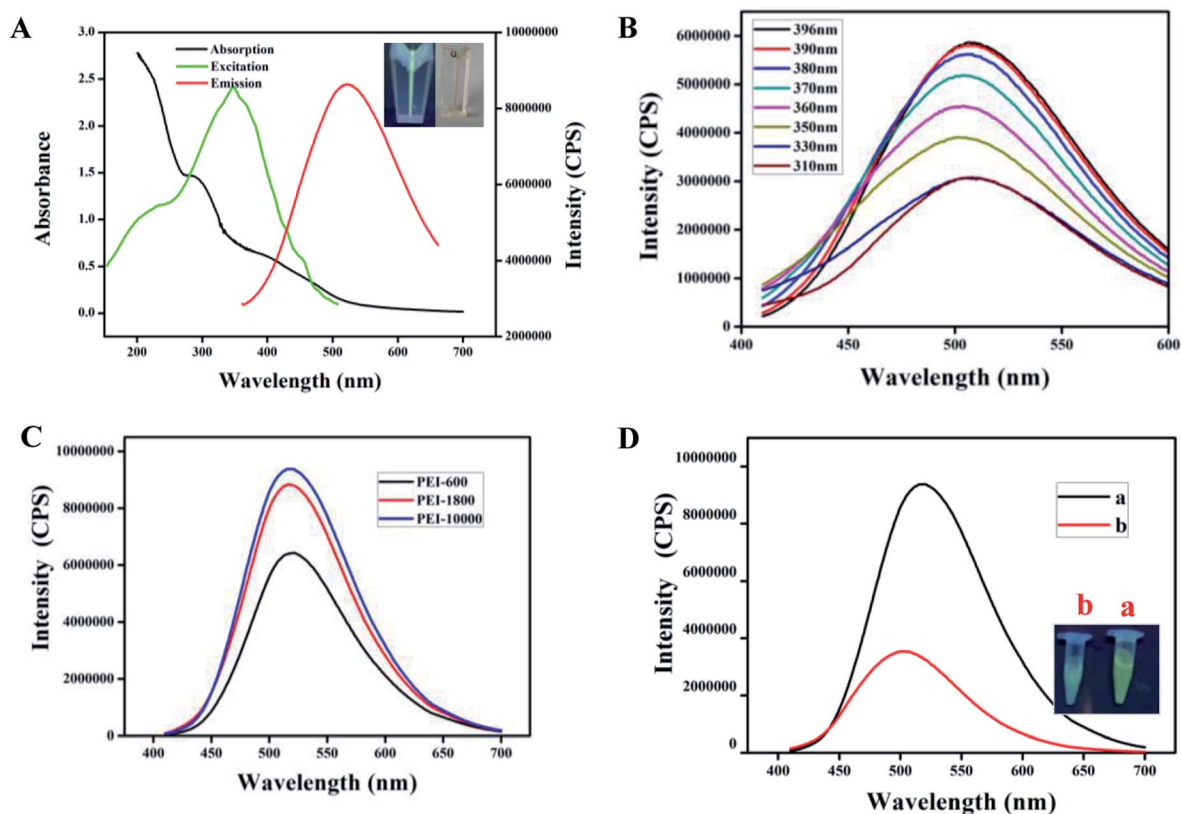 A
3.0
2.5
2.0
1.5
1.0
0.5
0.0
Absorbance
Absorption
Excitation
Emission
10000000
8000000
6000000
4000000
2000000
Intensity (CPS)
200 300 400 500 600 700
Wavelength (nm)
B
6000000
5000000
4000000
3000000
2000000
1000000
0
Intensity (CPS)
396nm
390nm
380nm
370nm
360nm
350nm
330nm
310nm
400 450 500 550 600
Wavelength (nm)
C
10000000
8000000
6000000
4000000
2000000
0
Intensity (CPS)
PEI-600
PEI-1800
PEI-10000
400 450 500 550 600 650 700
Wavelength (nm)
D
10000000
8000000
6000000
4000000
2000000
0
Intensity (CPS)
a
b
b a
400 450 500 550 600 650 700
Wavelength (nm)